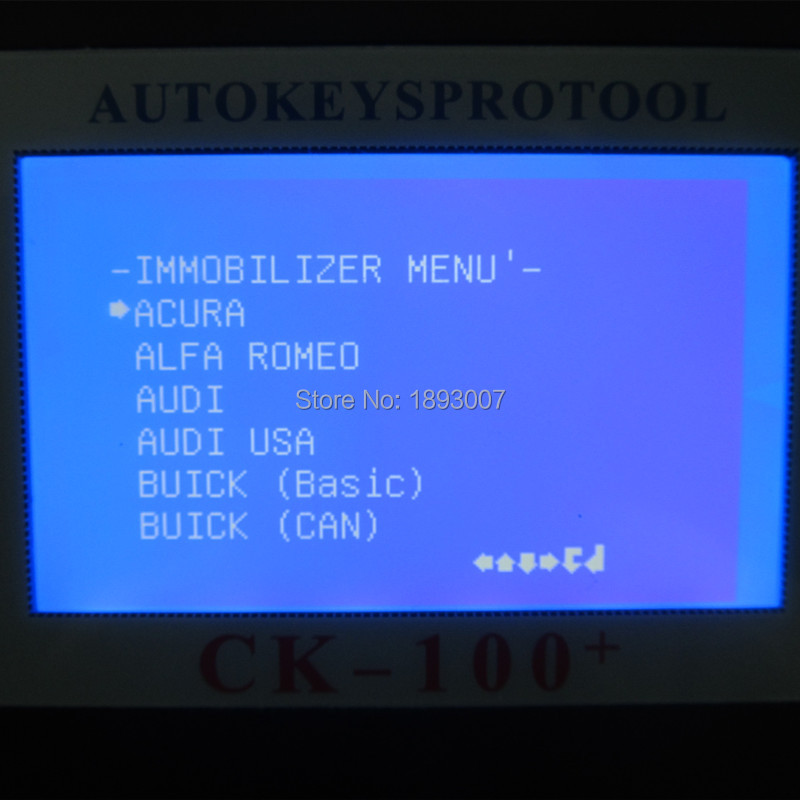 AUTOKEYSPROTOOL
-IMMOBILIZER MENU'-
ACURA
ALFA ROMEO
AUDI
Store No: 1893007
AUDI USA
BUICK (Basic)
BUICK (CAN)
CK-100+